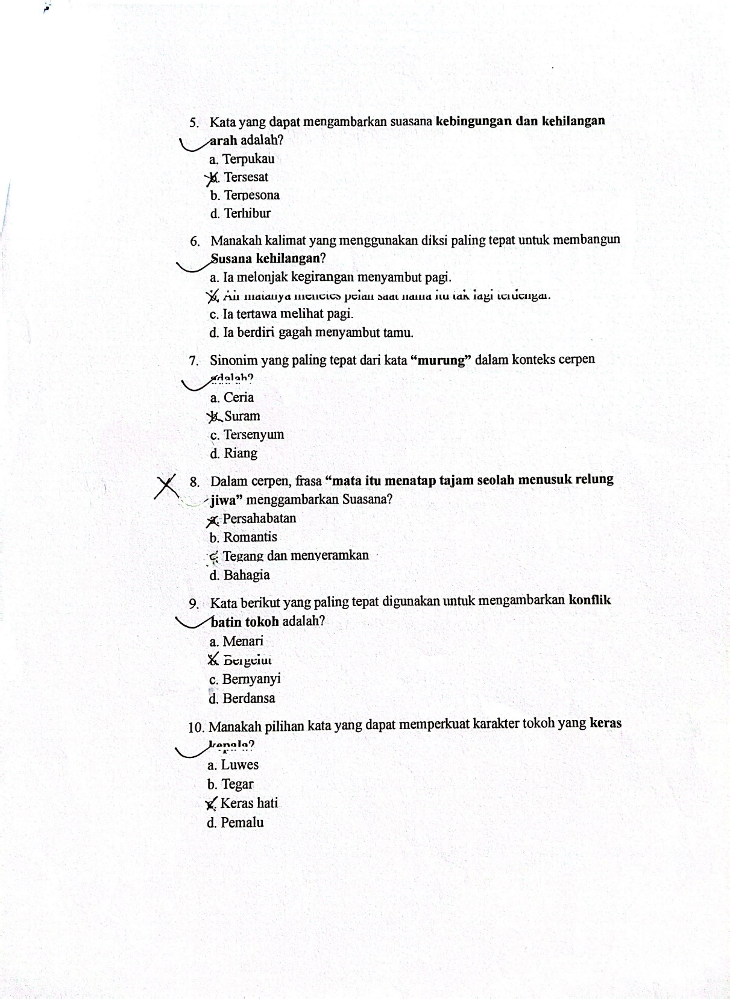 5. Kata yang dapat mengambarkan suasana kebingungan dan kehilangan
arah adalah?
a. Terpukau
b. Tersesat
b. Terpesona
d. Terhibur
6. Manakah kalimat yang menggunakan diksi paling tepat untuk membangun
Susana kehilangan?
a. Ia melonjak kegirangan menyambut pagi.
b. Air matanya menetes pelan saat nama itu tak lagi terdengar.
c. Ia tertawa melihat pagi.
d. Ia berdiri gagah menyambut tamu.
7. Sinonim yang paling tepat dari kata “murung” dalam konteks cerpen
adalah?
a. Ceria
b. Suram
c. Tersenyum
d. Riang
8. Dalam cerpen, frasa “mata itu menatap tajam seolah menusuk relung
jiwa” menggambarkan Suasana?
a. Persahabatan
b. Romantis
c. Tegang dan menyeramkan
d. Bahagia
9. Kata berikut yang paling tepat digunakan untuk mengambarkan konflik
batin tokoh adalah?
a. Menari
b. Bergelut
c. Bernyanyi
d. Berdansa
10. Manakah pilihan kata yang dapat memperkuat karakter tokoh yang keras
kepala?
a. Luwes
b. Tegar
c. Keras hati
d. Pemalu